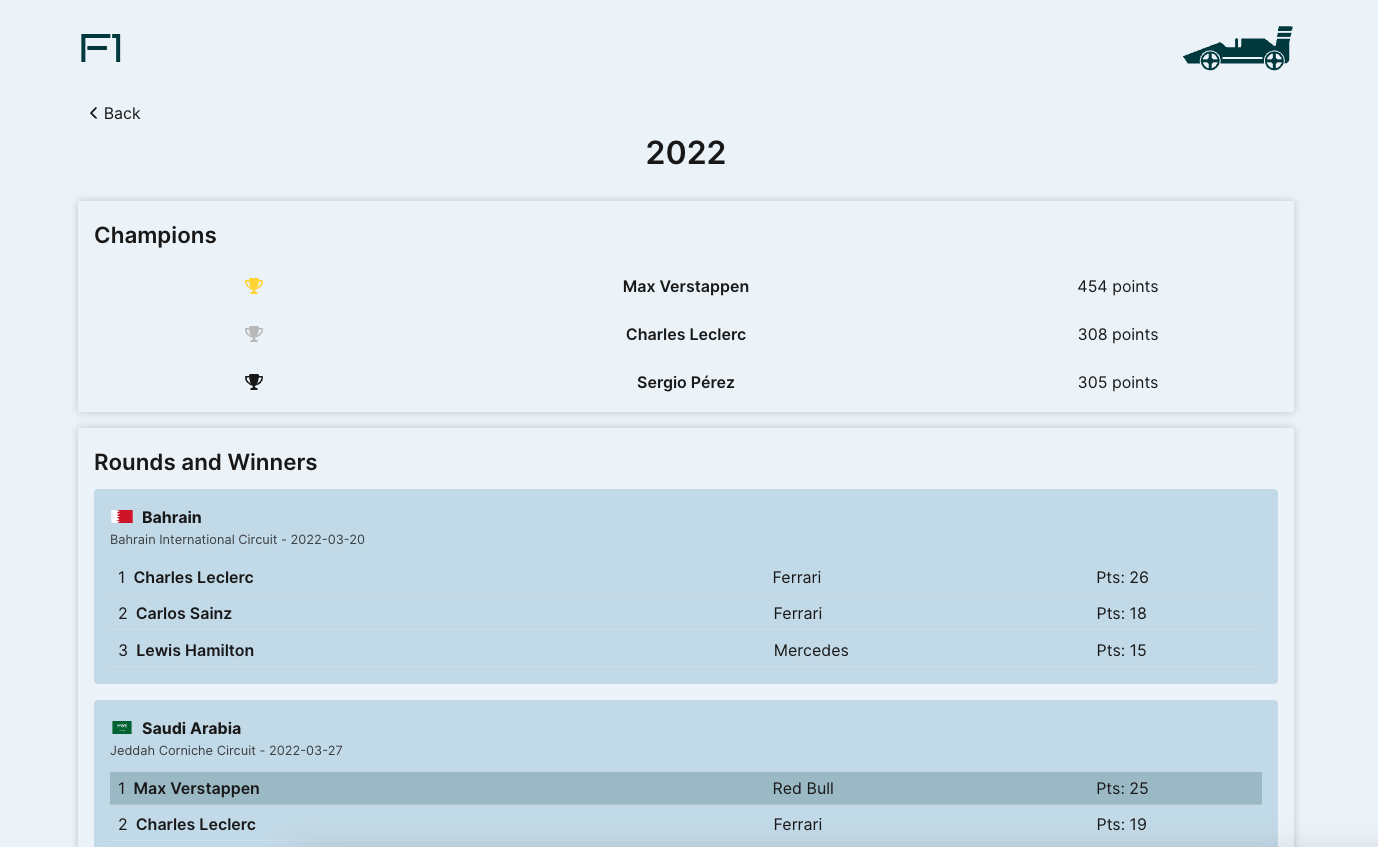 F1
Back
2022
Champions
Max Verstappen 454 points
Charles Leclerc 308 points
Sergio Pérez 305 points
Rounds and Winners
Bahrain
Bahrain International Circuit - 2022-03-20
1 Charles Leclerc Ferrari Pts: 26
2 Carlos Sainz Ferrari Pts: 18
3 Lewis Hamilton Mercedes Pts: 15
Saudi Arabia
Jeddah Corniche Circuit - 2022-03-27
1 Max Verstappen Red Bull Pts: 25
2 Charles Leclerc Ferrari Pts: 19